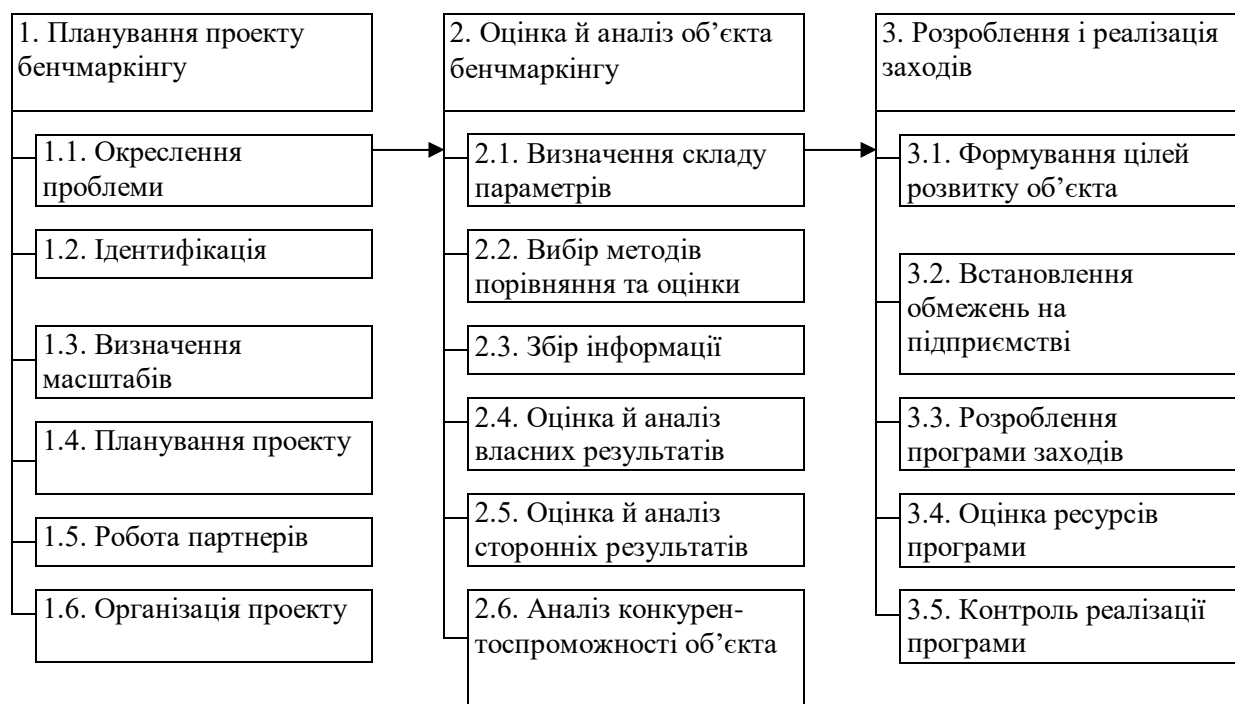 1. Планування проекту
бенчмаркінгу
1.1. Окреслення
проблеми
1.2. Ідентифікація
1.3. Визначення
масштабів
1.4. Планування проекту
1.5. Робота партнерів
1.6. Організація проекту
2. Оцінка й аналіз об’єкта
бенчмаркінгу
2.1. Визначення складу
параметрів
2.2. Вибір методів
порівняння та оцінки
2.3. Збір інформації
2.4. Оцінка й аналіз
власних результатів
2.5. Оцінка й аналіз
сторонніх результатів
2.6. Аналіз конкурен-
тоспроможності об’єкта
3. Розроблення і реалізація
заходів
3.1. Формування цілей
розвитку об’єкта
3.2. Встановлення
обмежень на
підприємстві
3.3. Розроблення
програми заходів
3.4. Оцінка ресурсів
програми
3.5. Контроль реалізації
програми